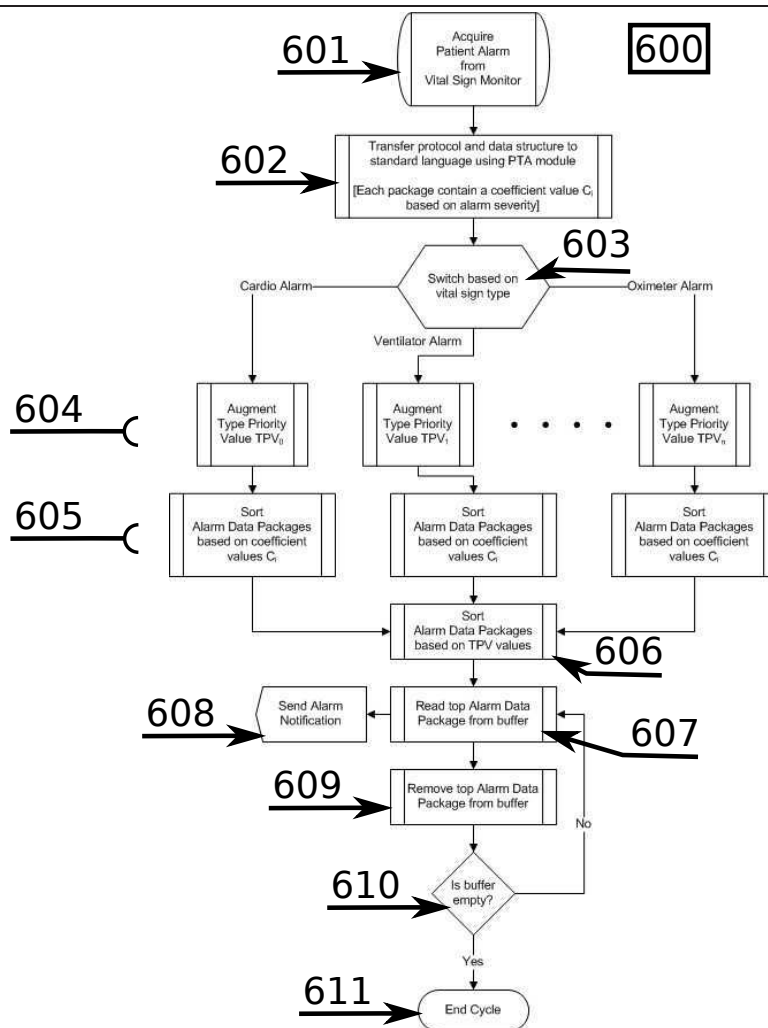 600
601
Acquire
Patient Alarm
from
Vital Sign Monitor
602
Transfer protocol and data structure to
standard language using PTA module
[Each package contain a coefficient value Ci
based on alarm severity]
603
Switch based on
vital sign type
Cardio Alarm
Ventilator Alarm
Oximeter Alarm
604
Augment
Type Priority
Value TPV0
Augment
Type Priority
Value TPV1
. . . .
Augment
Type Priority
Value TPVn
605
Sort
Alarm Data Packages
based on coefficient
values Ci
Sort
Alarm Data Packages
based on coefficient
values Ci
Sort
Alarm Data Packages
based on coefficient
values Ci
Sort
Alarm Data Packages
based on TPV values
606
608
Send Alarm
Notification
Read top Alarm Data
Package from buffer
607
609
Remove top Alarm Data
Package from buffer
No
610
Is buffer
empty?
Yes
611
End Cycle